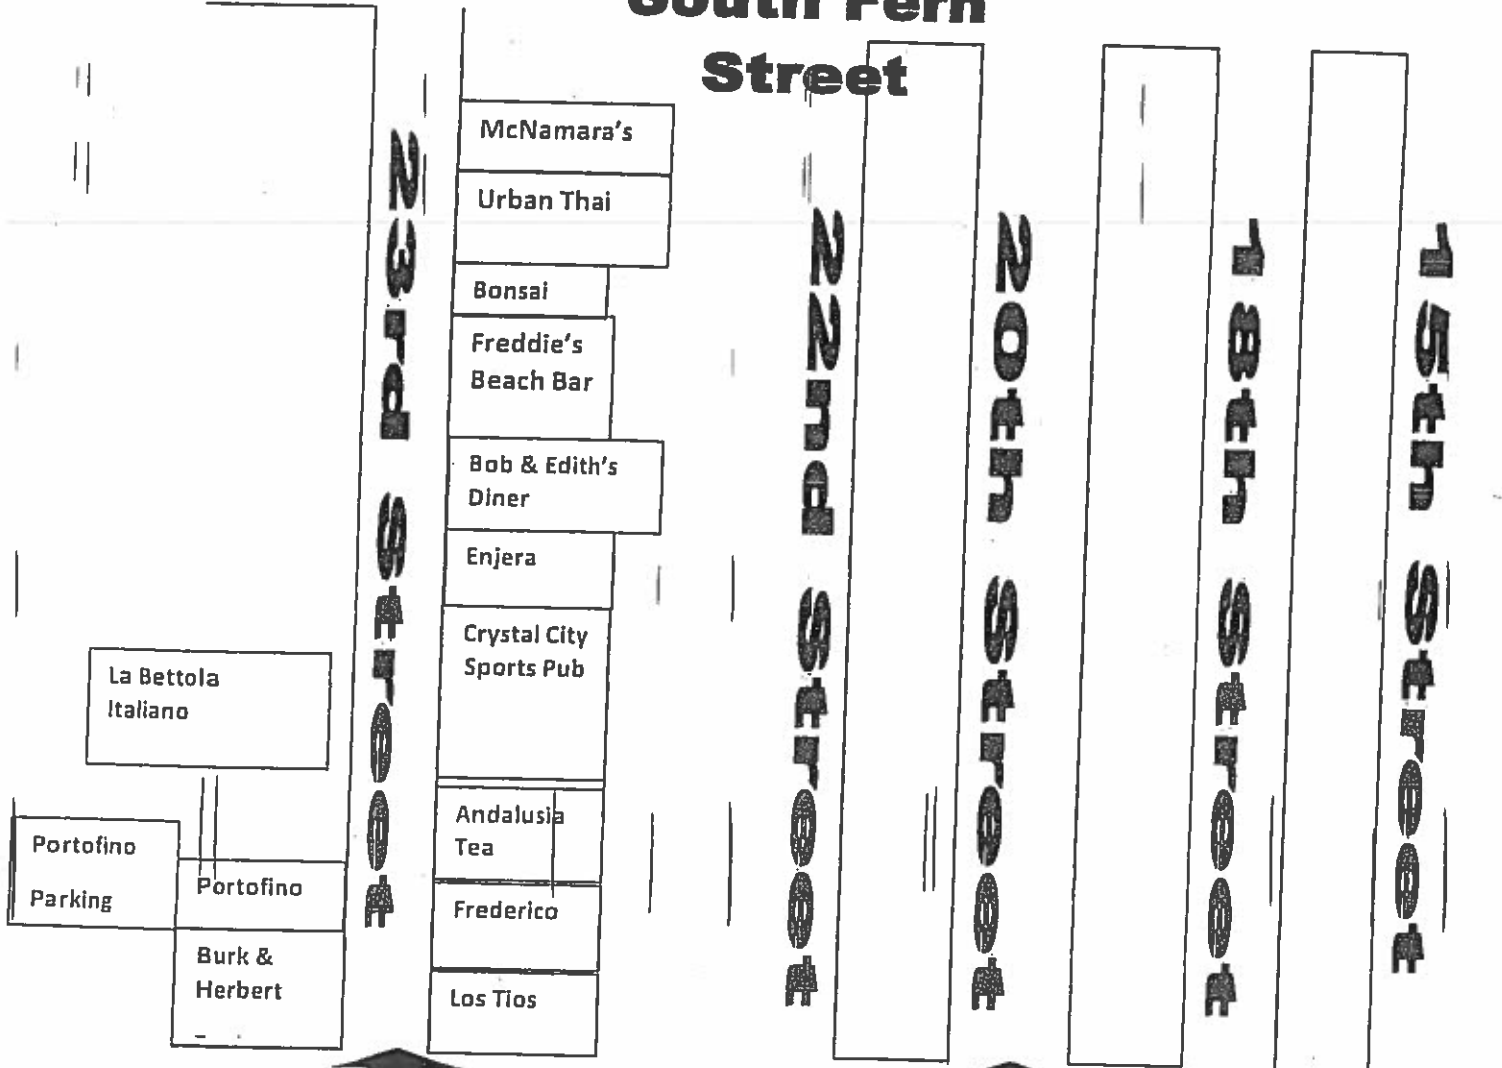 South Fern
Street
McNamara's
Urban Thai
Bonsai
Freddie's
Beach Bar
Bob & Edith's
Diner
Enjera
Crystal City
Sports Pub
Andalusia
Tea
Frederico
Los Tios
La Bettola
Italiano
Portofino
Parking
Portofino
Burk &
Herbert
23rd Street
22nd Street
20th Street
18th Street
15th Street